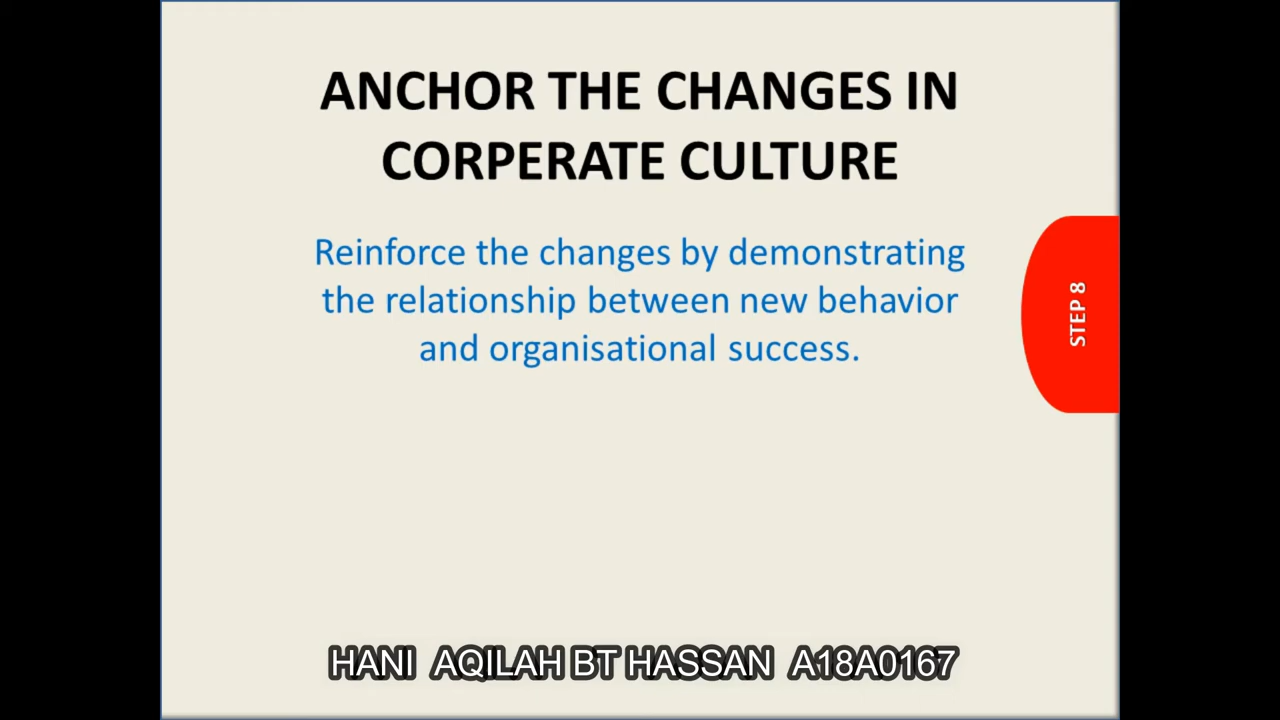 ANCHOR THE CHANGES IN
CORPERATE CULTURE
Reinforce the changes by demonstrating
the relationship between new behavior
and organisational success.
STEP 8
HANI AQILAH BT HASSAN A18A0167